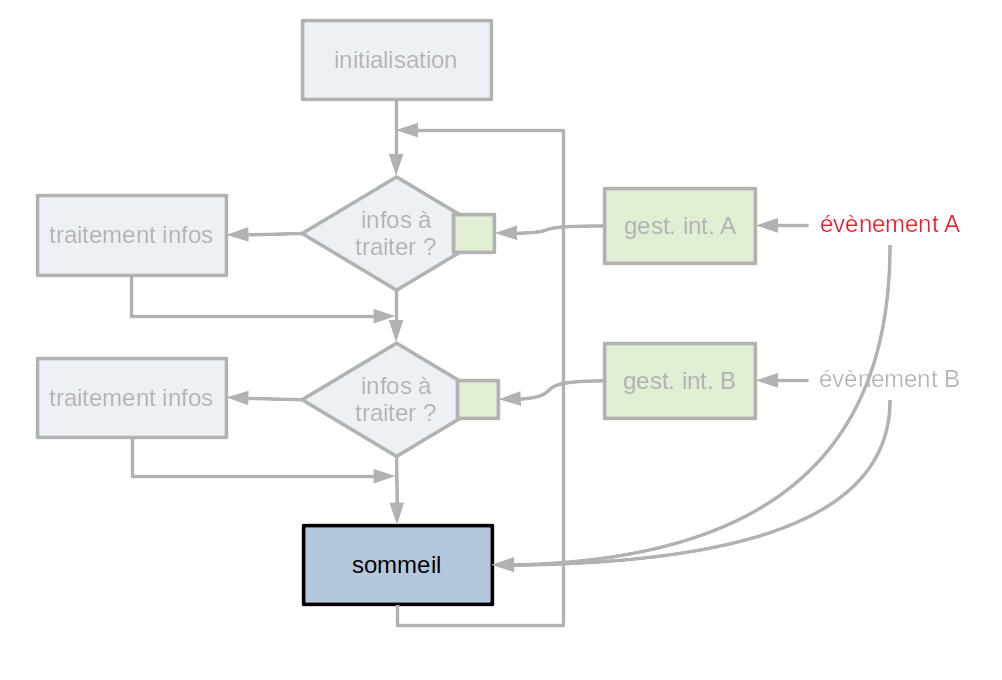 initialisation
infos à
traiter ?
traitement infos
gest. int. A
évènement A
infos à
traiter ?
traitement infos
gest. int. B
évènement B
sommeil